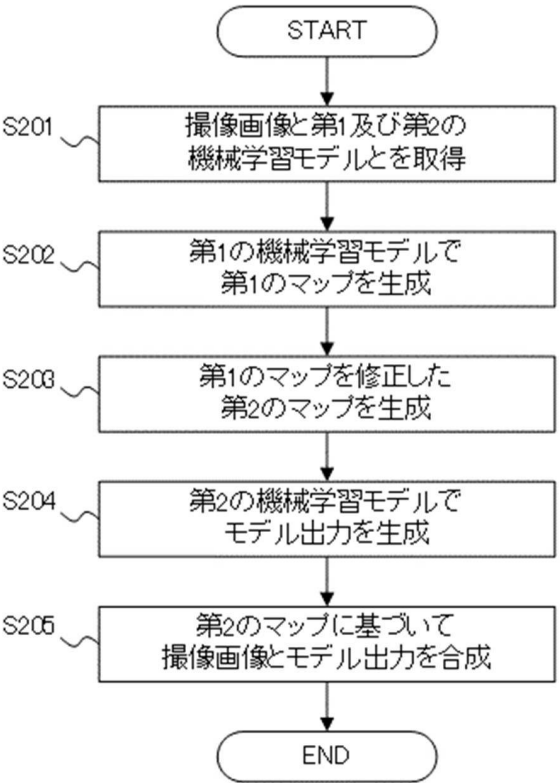 START
S201
撮像画像と第1及び第2の
機械学習モデルとを取得
S202
第1の機械学習モデルで
第1のマップを生成
S203
第1のマップを修正した
第2のマップを生成
S204
第2の機械学習モデルで
モデル出力を生成
S205
第2のマップに基づいて
撮像画像とモデル出力を合成
END